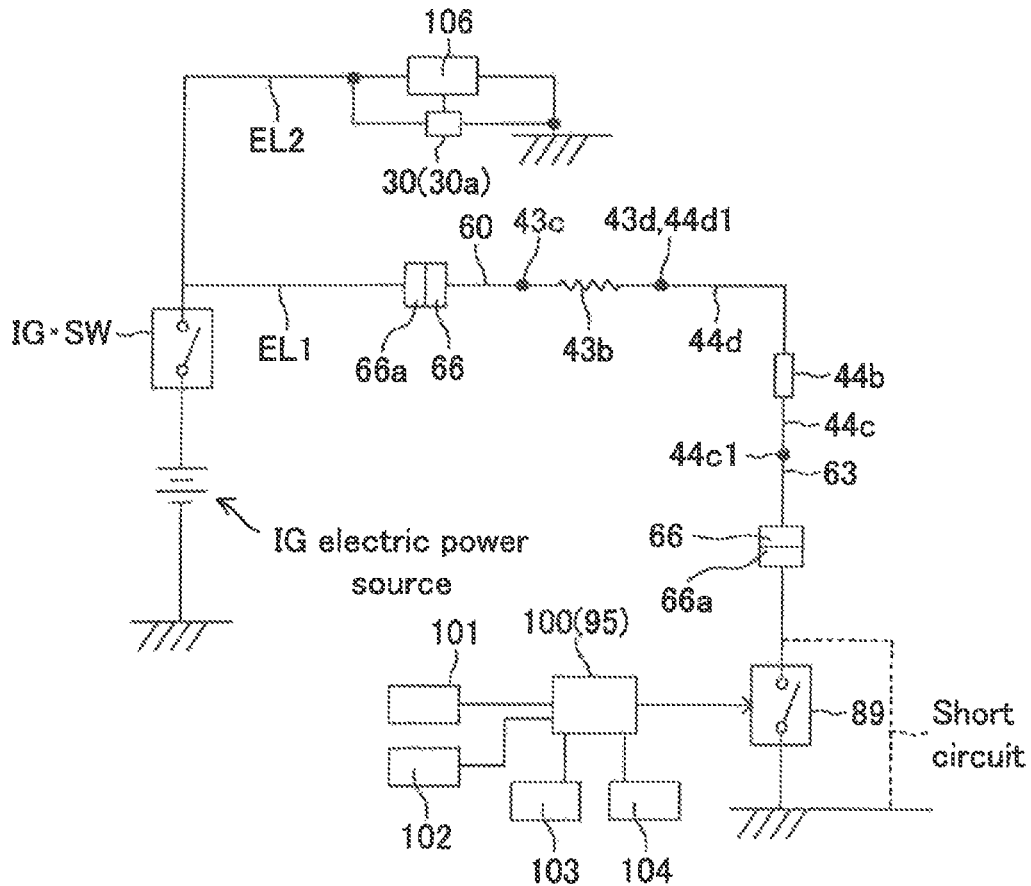 106
EL2
30(30a)
60
43c
43d,44d1
IG・SW
EL1
66a
66
43b
44d
44b
44c
44c1
63
IG electric power
source
66
66a
101
100(95)
89
Short
circuit
102
103
104